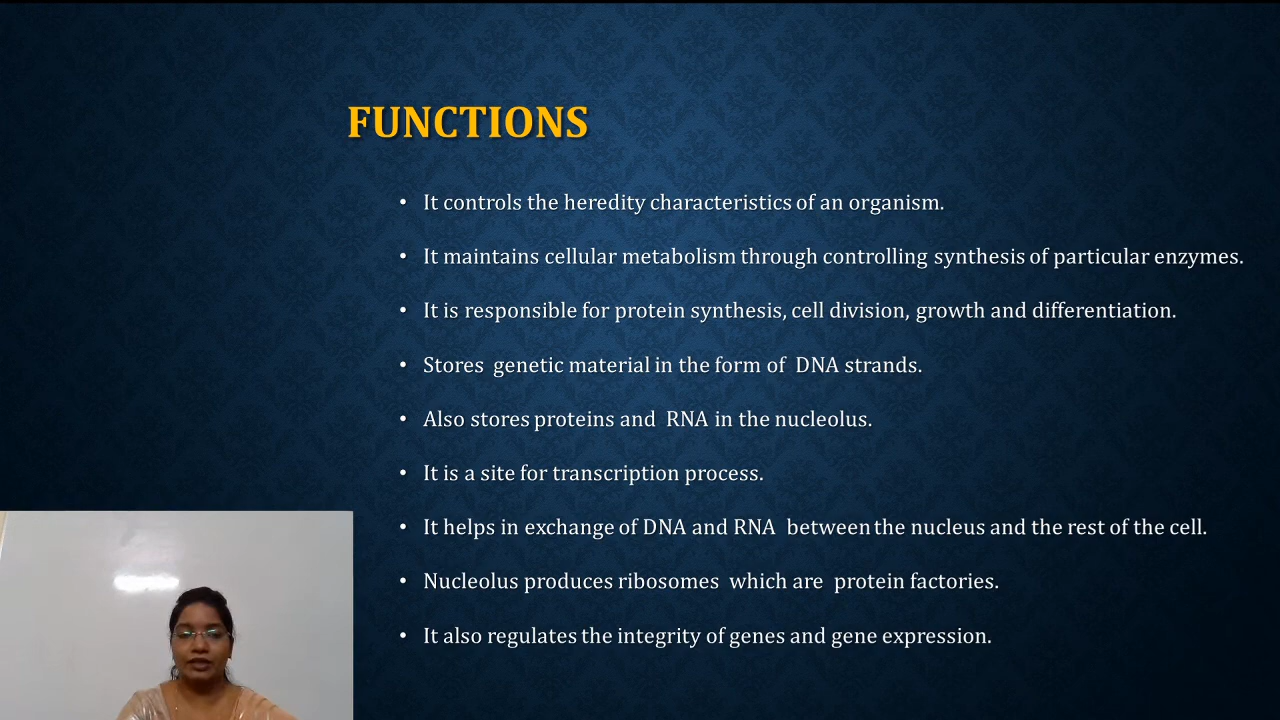 FUNCTIONS
• It controls the heredity characteristics of an organism.
• It maintains cellular metabolism through controlling synthesis of particular enzymes.
• It is responsible for protein synthesis, cell division, growth and differentiation.
• Stores genetic material in the form of DNA strands.
• Also stores proteins and RNA in the nucleolus.
• It is a site for transcription process.
• It helps in exchange of DNA and RNA between the nucleus and the rest of the cell.
• Nucleolus produces ribosomes which are protein factories.
• It also regulates the integrity of genes and gene expression.